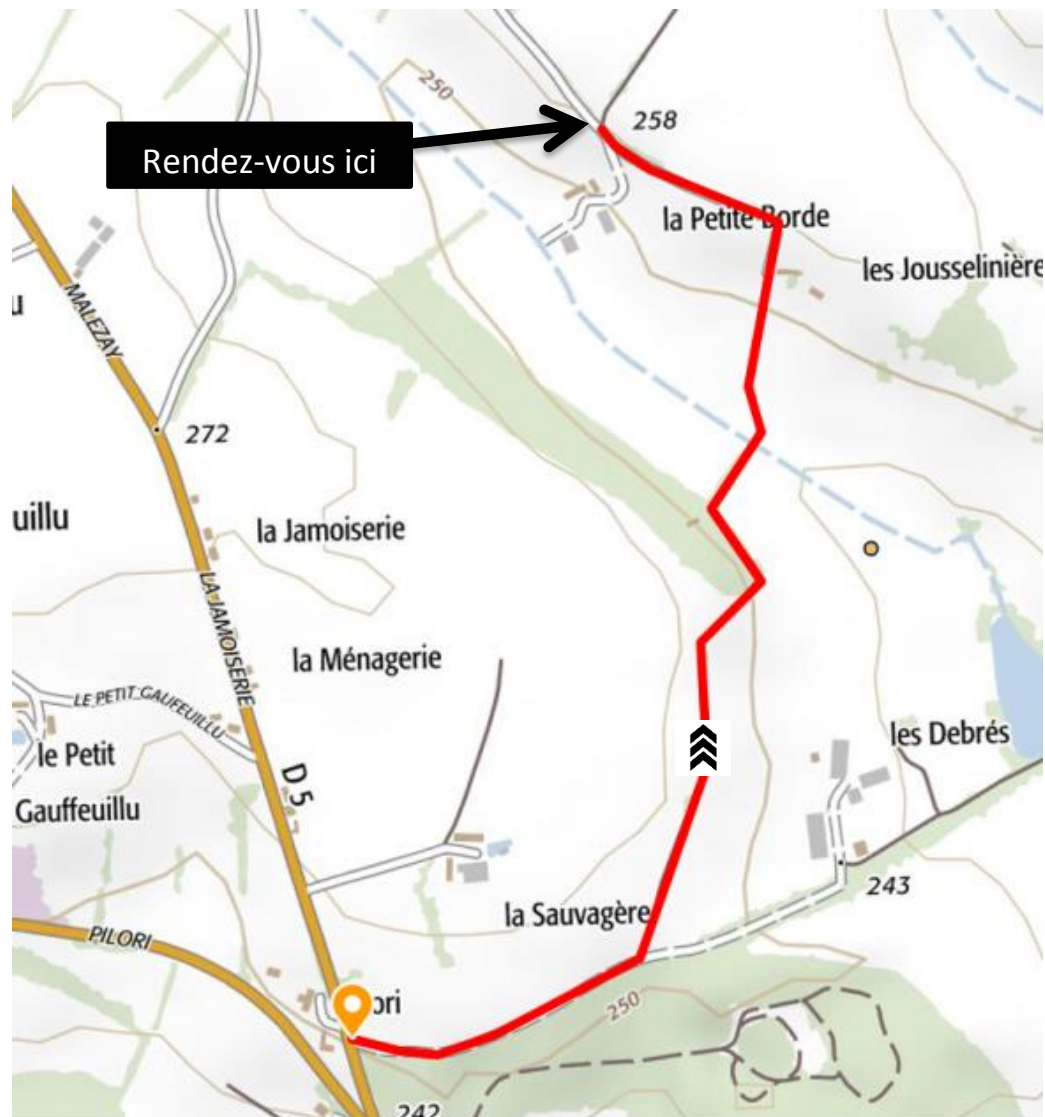 250
258
Rendez-vous ici
la Petite Borde
les Jousselinière
u
MALEZAY
272
uillu
la Jamoiserie
LA JAMOISERIE
la Ménagerie
LE PETIT GAUFEUILLU
le Petit
Gauffeuillu
D 5
les Debrés
243
la Sauvagère
PILORI
ori
250
242